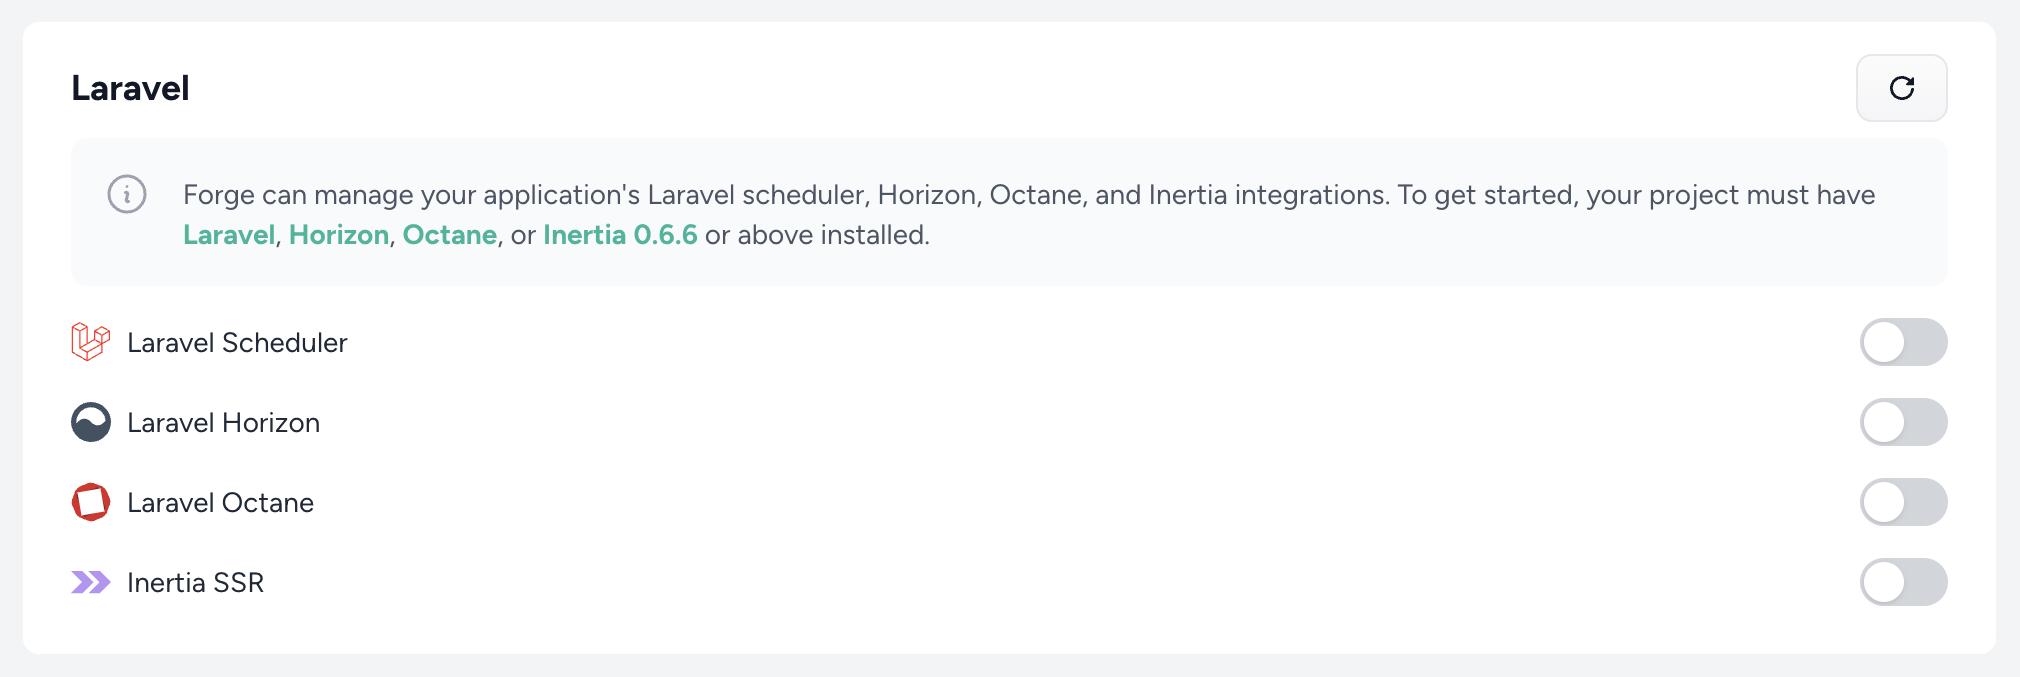 Laravel
Forge can manage your application's Laravel scheduler, Horizon, Octane, and Inertia integrations. To get started, your project must have
Laravel, Horizon, Octane, or Inertia 0.6.6 or above installed.
Laravel Scheduler
Laravel Horizon
Laravel Octane
Inertia SSR